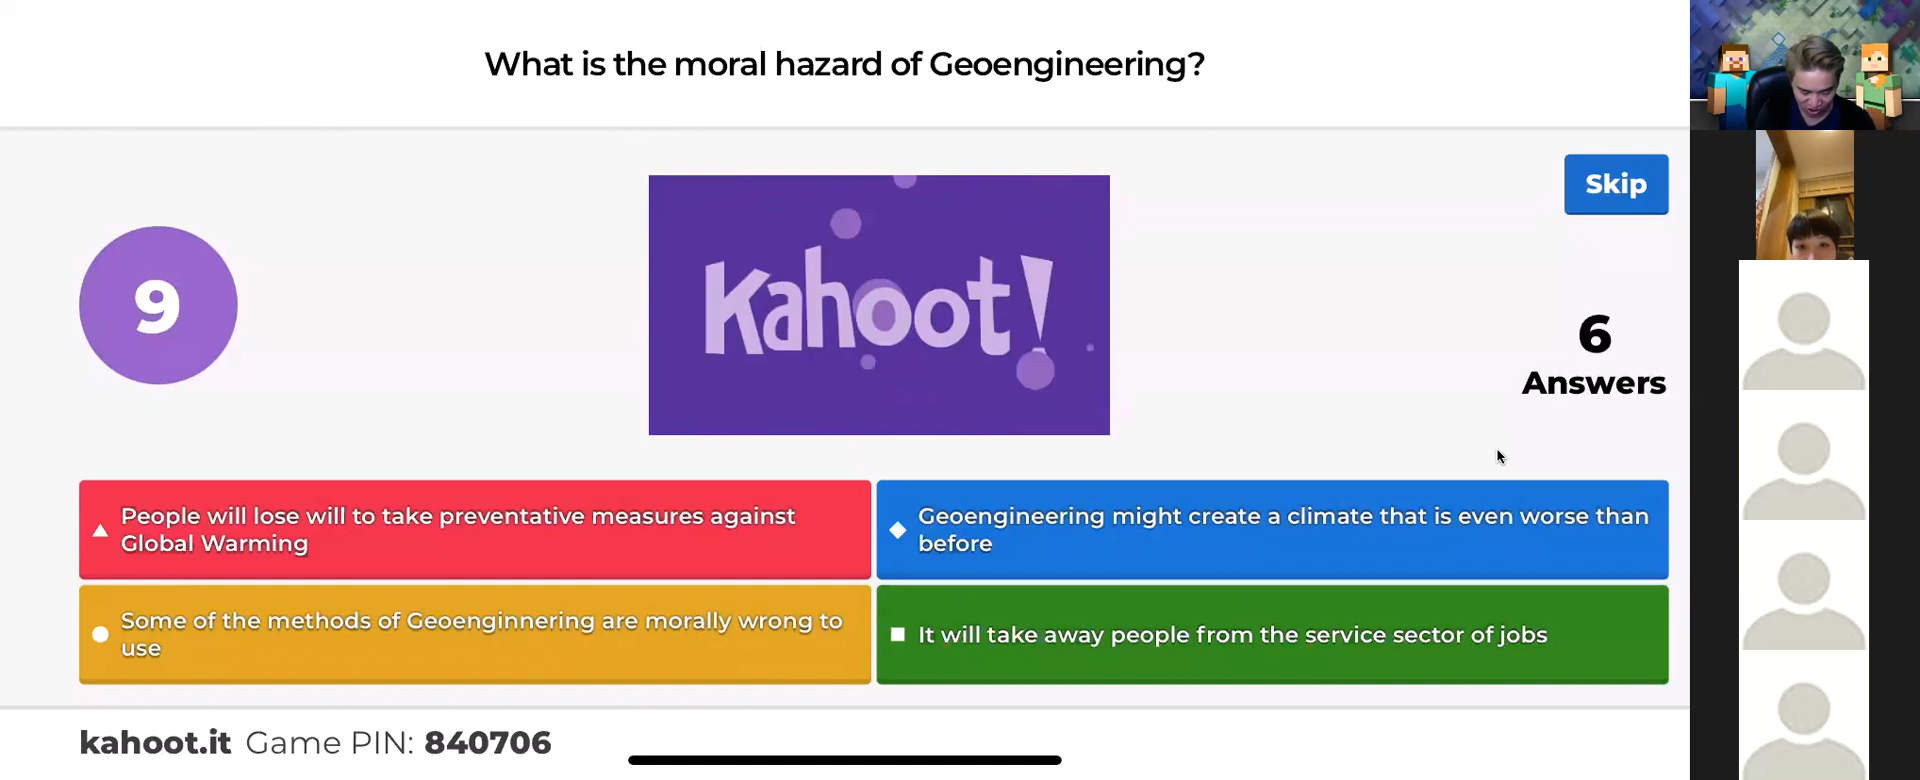 What is the moral hazard of Geoengineering?
Skip
9
Kahoot!
6
Answers
People will lose will to take preventative measures against
Global Warming
Geoengineering might create a climate that is even worse than
before
Some of the methods of Geoenginnering are morally wrong to
use
It will take away people from the service sector of jobs
kahoot.it Game PIN: 840706